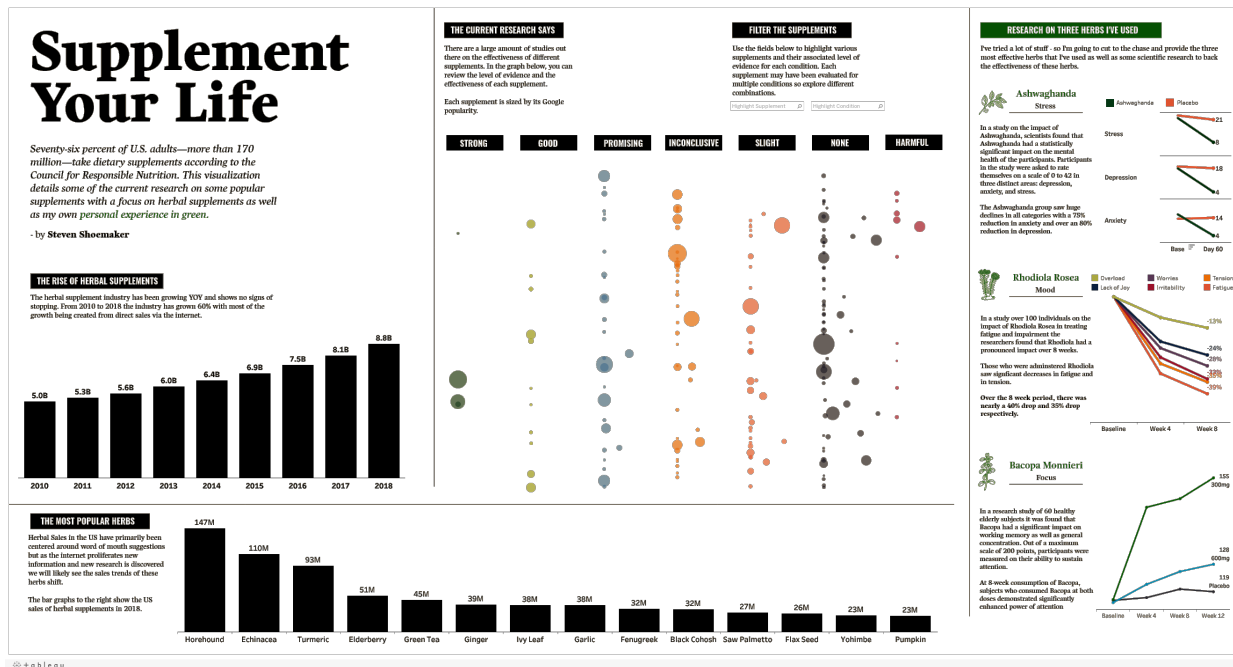 Supplement
Your Life
Seventy-six percent of U.S. adults—more than 170
million—take dietary supplements according to the
Council for Responsible Nutrition. This visualization
details some of the current research on some popular
supplements with a focus on herbal supplements as well
as my own personal experience in green.
- by Steven Shoemaker
THE RISE OF HERBAL SUPPLEMENTS
The herbal supplement industry has been growing YOY and shows no signs of
stopping. From 2010 to 2018 the industry has grown 60% with most of the
growth being created from direct sales via the internet.
5.0B 5.3B 5.6B 6.0B 6.4B 6.9B 7.5B 8.1B 8.8B
2010 2011 2012 2013 2014 2015 2016 2017 2018
THE CURRENT RESEARCH SAYS
There are a large amount of studies out
there on the effectiveness of different
supplements. In the graph below, you can
review the level of evidence and the
effectiveness of each supplement.
Each supplement is sized by its Google
popularity.
FILTER THE SUPPLEMENTS
Use the fields below to highlight various
supplements and their associated level of
evidence for each condition. Each
supplement may have been evaluated for
multiple conditions so explore different
combinations.
Highlight Supplement Highlight Condition
STRONG GOOD PROMISING INCONCLUSIVE SLIGHT NONE HARMFUL
THE MOST POPULAR HERBS
Herbal Sales in the US have primarily been
centered around word of mouth suggestions
but as the internet proliferates new
information and new research is discovered
we will likely see the sales trends of these
herbs shift.
The bar graphs to the right show the US
sales of herbal supplements in 2018.
147M 110M 93M 51M 45M 39M 38M 38M 32M 32M 27M 26M 23M 23M
Horehound Echinacea Turmeric Elderberry Green Tea Ginger Ivy Leaf Garlic Fenugreek Black Cohosh Saw Palmetto Flax Seed Yohimbe Pumpkin
RESEARCH ON THREE HERBS I'VE USED
I've tried a lot of stuff - so I'm going to cut to the chase and provide the three
most effective herbs that I've used as well as some scientific research to back
the effectiveness of these herbs.
Ashwaghanda
Stress
Ashwaghanda Placebo
In a study on the impact of
Ashwaghanda, scientists found that
Ashwaghanda had a statistically
significant impact on the mental
health of the participants. Participants
in the study were asked to rate
themselves on a scale of 0 to 42 in
three distinct areas: depression,
anxiety, and stress.
The Ashwaghanda group saw huge
declines in all categories with a 75%
reduction in anxiety and over an 80%
reduction in depression.
Stress 21 8
Depression 18 4
Anxiety 14 4
Base Day 60
Rhodiola Rosea
Mood
Overload Worries Tension
Lack of Joy Irritability Fatigue
In a study over 100 individuals on the
impact of Rhodiola Rosea in treating
fatigue and impairment the
researchers found that Rhodiola had a
pronounced impact over 8 weeks.
Those who were adminstered Rhodiola
saw signficant decreases in fatigue and
in tension.
Over the 8 week period, there was
nearly a 40% drop and 35% drop
respectively.
-13%
-24%
-28%
-39%
Baseline Week 4 Week 8
Bacopa Monnieri
Focus
In a research study of 60 healthy
elderly subjects it was found that
Bacopa had a significant impact on
working memory as well as general
concentration. Out of a maximum
scale of 200 points, participants were
measured on their ability to sustain
attention.
At 8-week consumption of Bacopa,
subjects who consumed Bacopa at both
doses demonstrated significantly
enhanced power of attention
155
300mg
128
600mg
119
Placebo
Baseline Week 4 Week 8 Week 12
+ableau